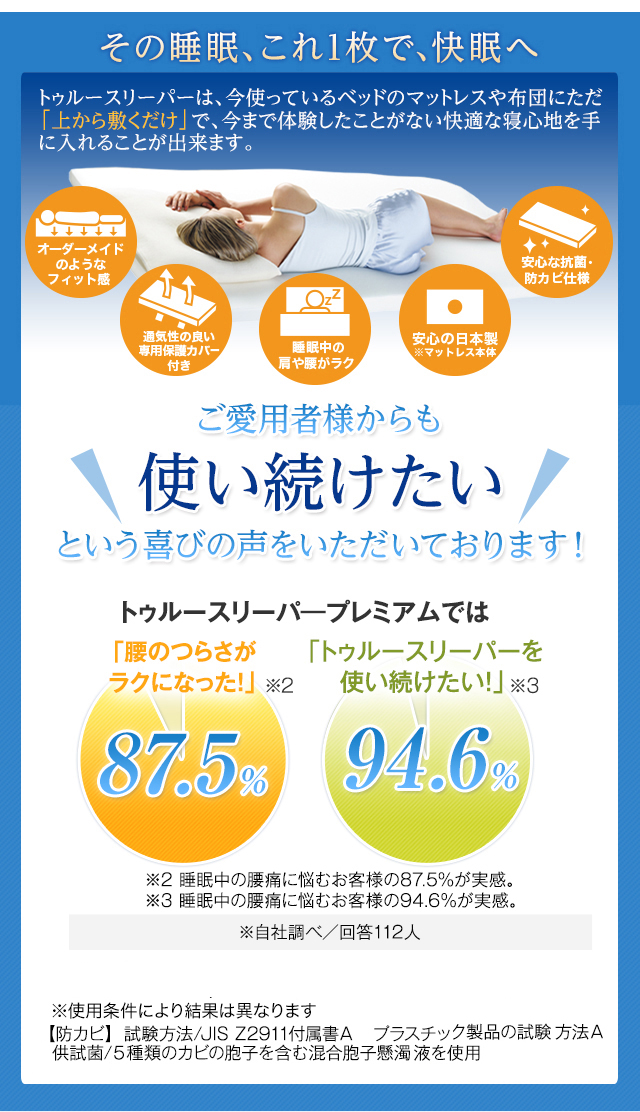 その睡眠、これ1枚で、快眠へ
トゥルースリーパーは、今使っているベッドのマットレスや布団にただ
「上から敷くだけ」で、今まで体験したことがない快適な寝心地を手
に入れることが出来ます。
オーダーメイド
のような
フィット感
通気性の良い
専用保護カバー
付き
zZ
睡眠中の
肩や腰がラク
安心の日本製
※マットレス本体
安心な抗菌・
防カビ仕様
ご愛用者様からも
使い続けたい
という喜びの声をいただいております！
トゥルースリーパープレミアムでは
「腰のつらさが
ラクになった!」※2
87.5%
「トゥルースリーパーを
使い続けたい!」※3
94.6%
※2 睡眠中の腰痛に悩むお客様の87.5%が実感。
※3 睡眠中の腰痛に悩むお客様の94.6%が実感。
※自社調べ／回答112人
※使用条件により結果は異なります
【防カビ】 試験方法/JIS Z2911付属書A プラスチック製品の試験 方法A
供試菌/5種類のカビの胞子を含む混合胞子懸濁液を使用